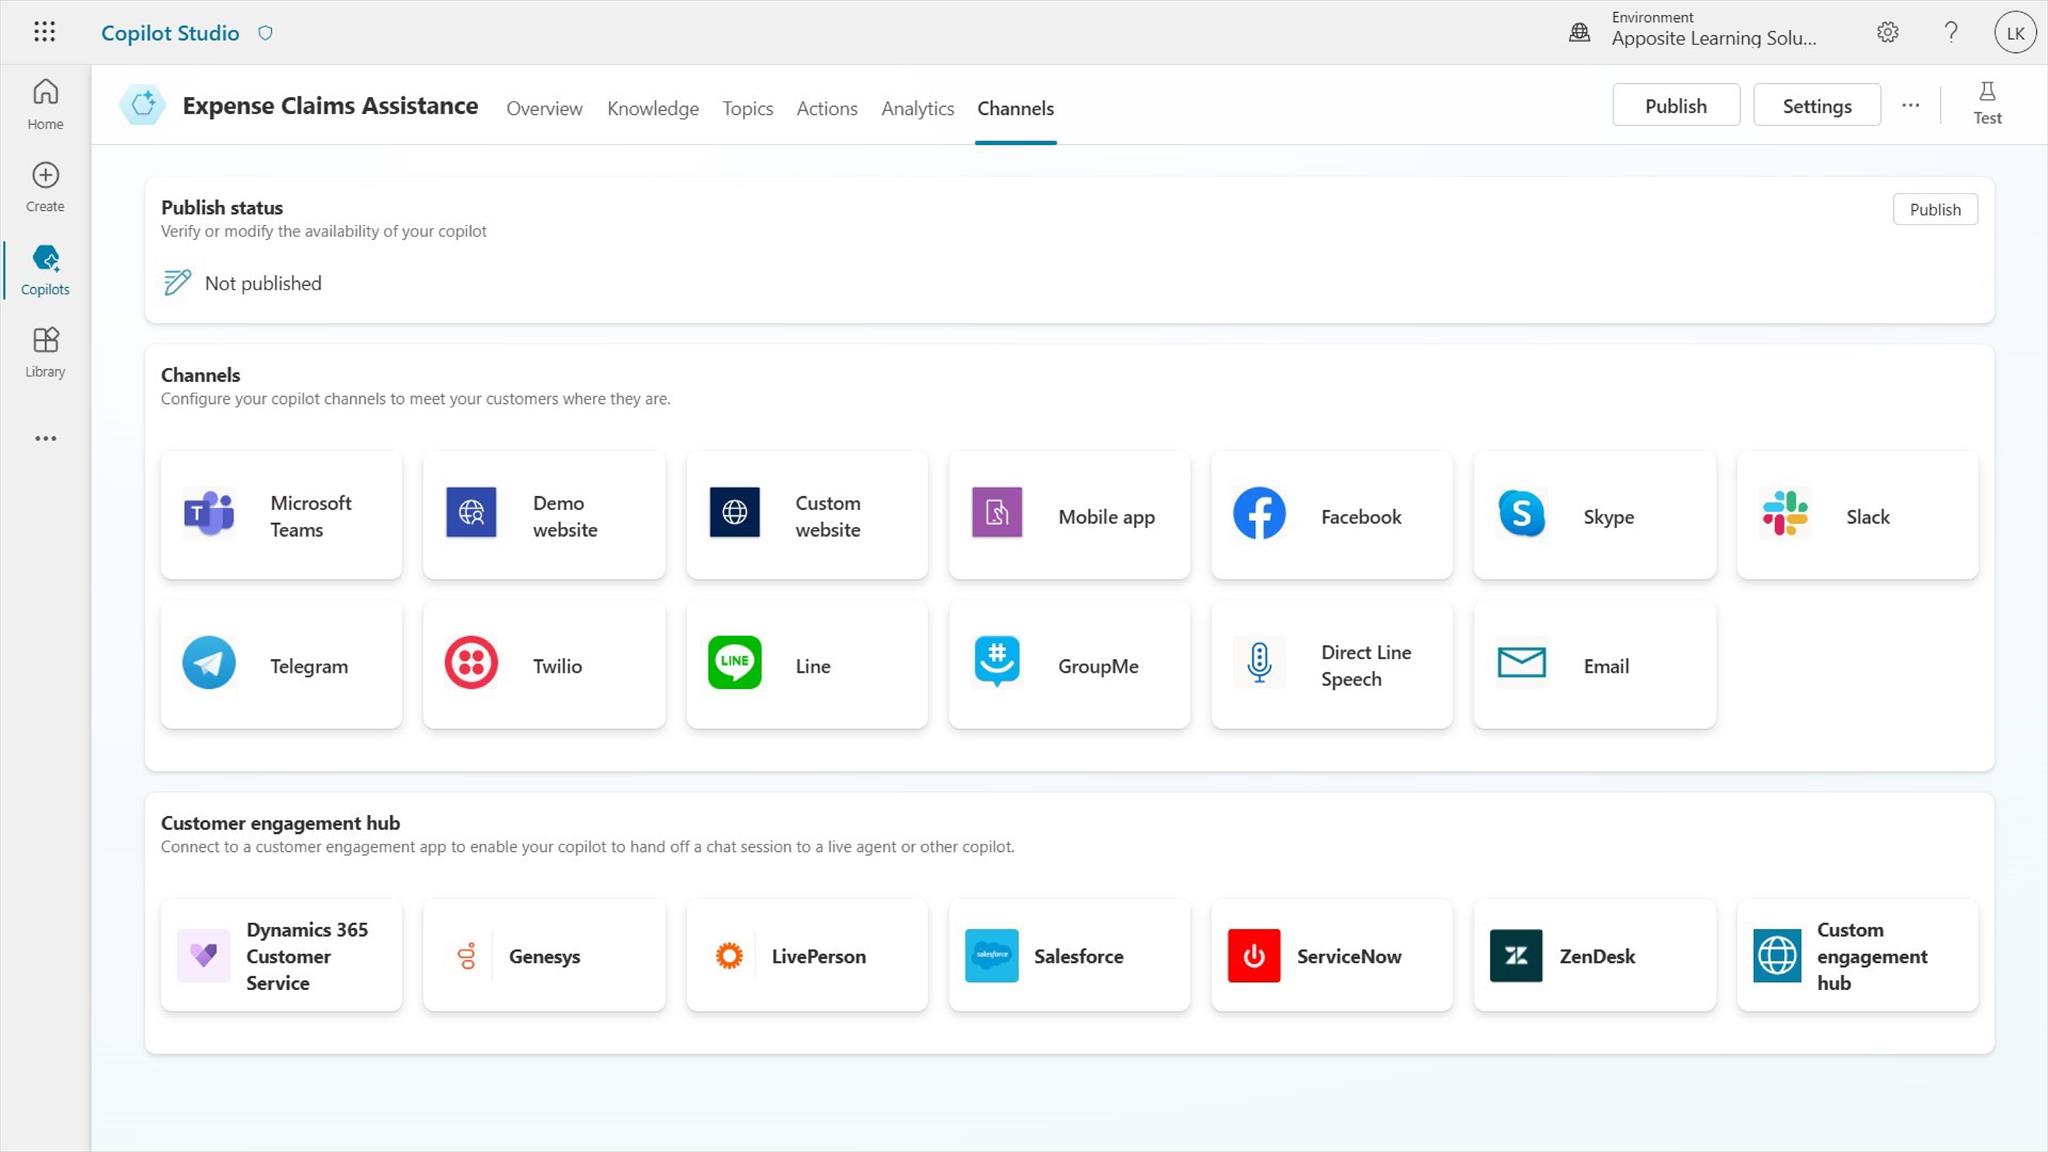 Copilot Studio
Environment
Apposite Learning Solu...
LK
Home
Create
Copilots
Library
Expense Claims Assistance
Overview
Knowledge
Topics
Actions
Analytics
Channels
Publish
Settings
Test
Publish status
Verify or modify the availability of your copilot
Publish
Not published
Channels
Configure your copilot channels to meet your customers where they are.
T
Microsoft
Teams
Demo
website
Custom
website
Mobile app
Facebook
S
Skype
Slack
Telegram
Twilio
LINE
Line
#
GroupMe
Direct Line
Speech
Email
Customer engagement hub
Connect to a customer engagement app to enable your copilot to hand off a chat session to a live agent or other copilot.
Dynamics 365
Customer
Service
Genesys
LivePerson
salesforce
Salesforce
ServiceNow
ZenDesk
Custom
engagement
hub